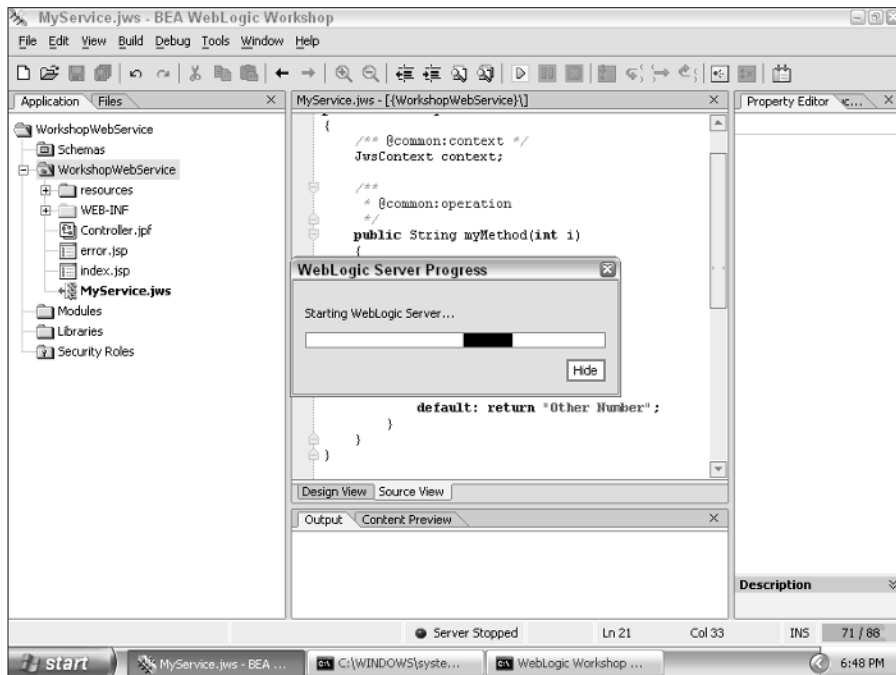 MyService.jws - BEA WebLogic Workshop
File Edit View Build Debug Tools Window Help
Application Files
MyService.jws - [{WorkshopWebService}\]
Property Editor
WorkshopWebService
Schemas
WorkshopWebService
resources
WEB-INF
Controller.jpf
error.jsp
index.jsp
MyService.jws
Modules
Libraries
Security Roles
{
/** @common:context */
JwsContext context;
/**
* @common:operation
*/
public String myMethod(int i)
{
WebLogic Server Progress
Starting WebLogic Server...
Hide
default: return "Other Number";
}
}
}
Design View Source View
Output Content Preview
Description
Server Stopped Ln 21 Col 33 INS 71 / 88
start MyService.jws - BEA ... C:\WINDOWS\syste... WebLogic Workshop ... 6:48 PM